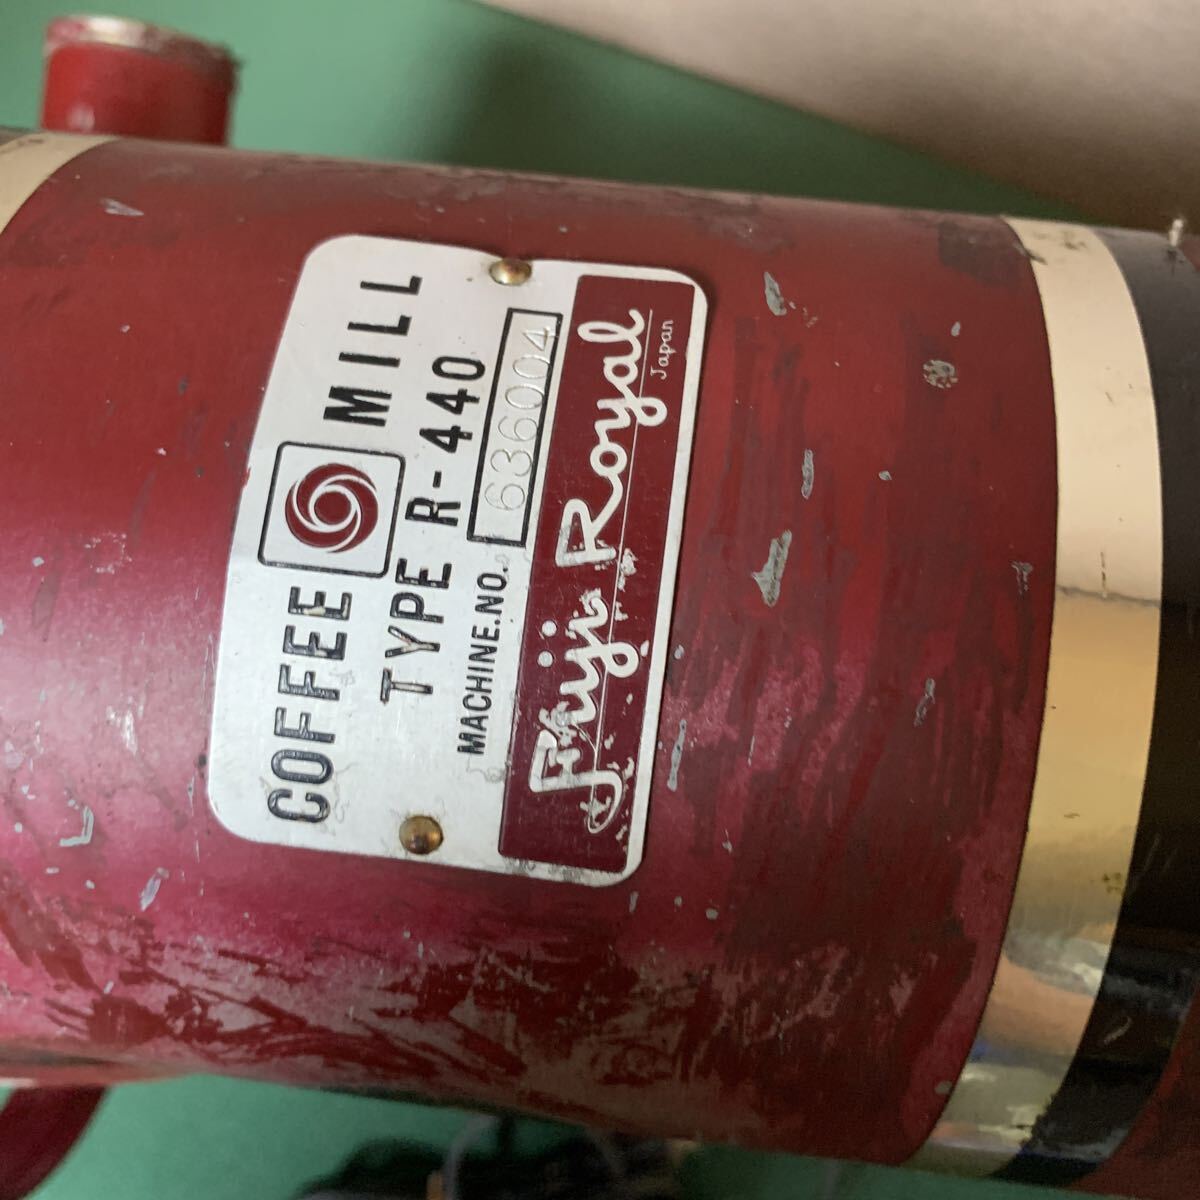 COFFEE MILL
TYPE R-440
MACHINE.NO. 636004
Fuji Royal
Japan